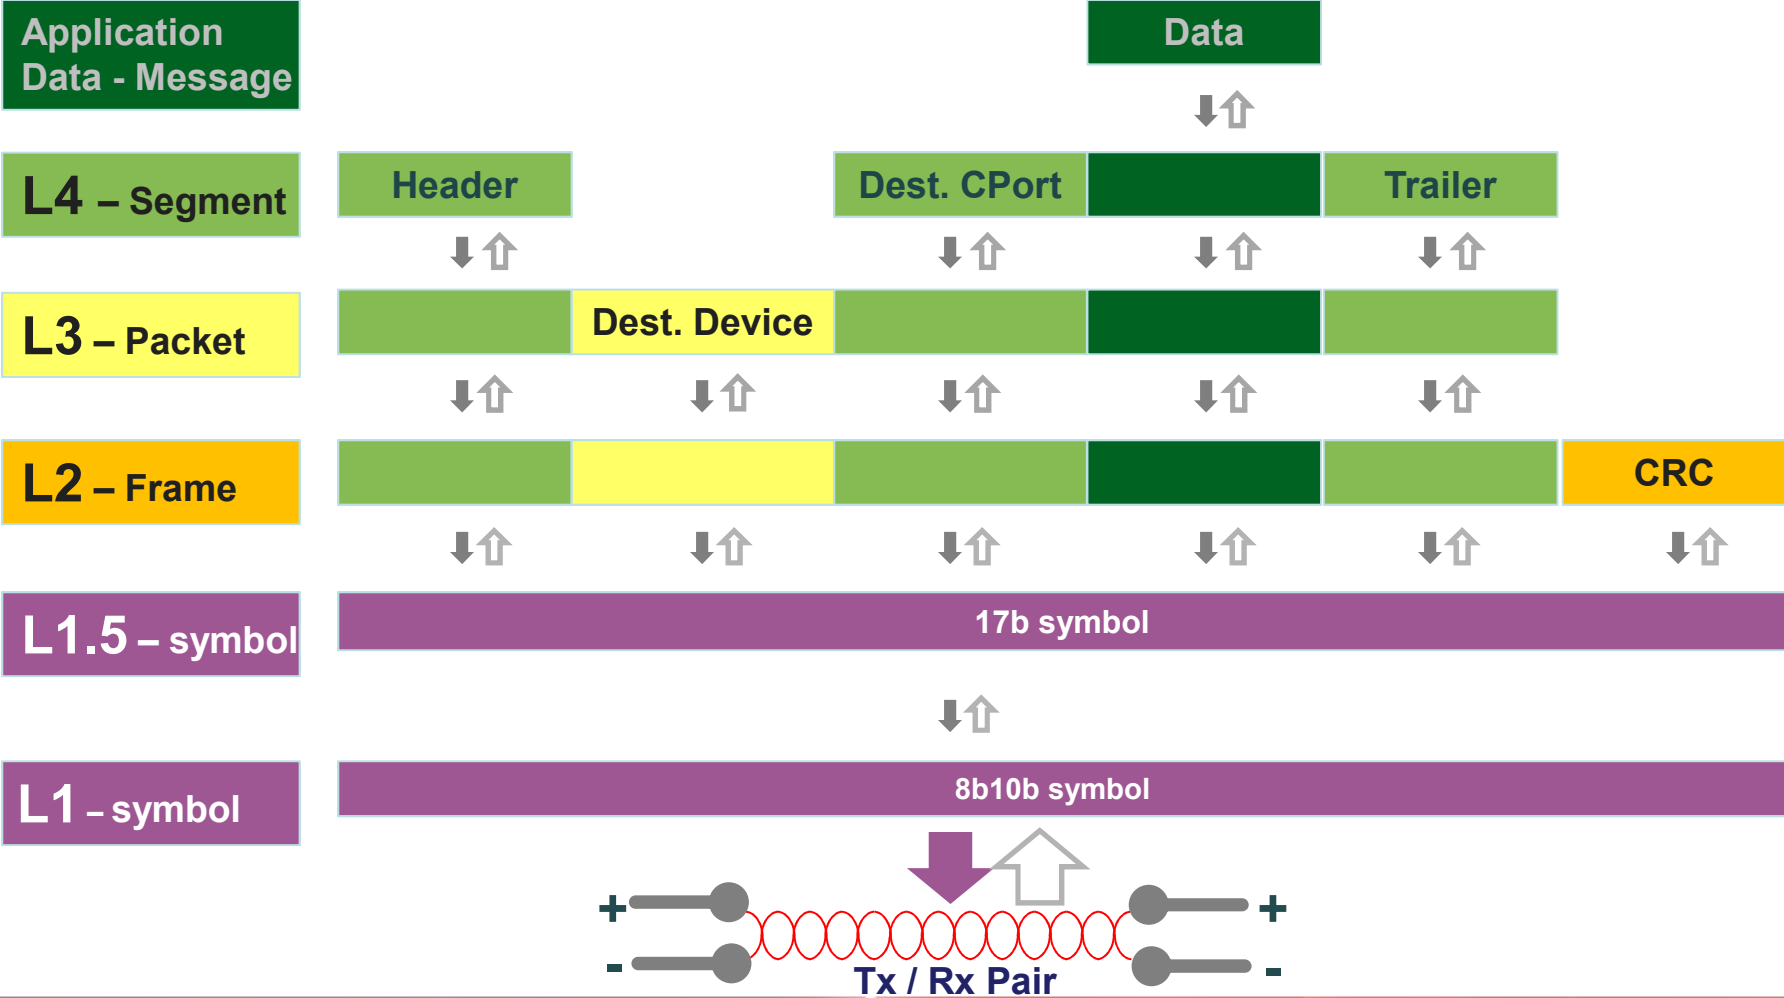 Application
Data - Message
Data
L4 – Segment
Header
Dest. CPort
Trailer
L3 – Packet
Dest. Device
L2 – Frame
CRC
L1.5 – symbol
17b symbol
L1 – symbol
8b10b symbol
+
+
-
-
Tx / Rx Pair